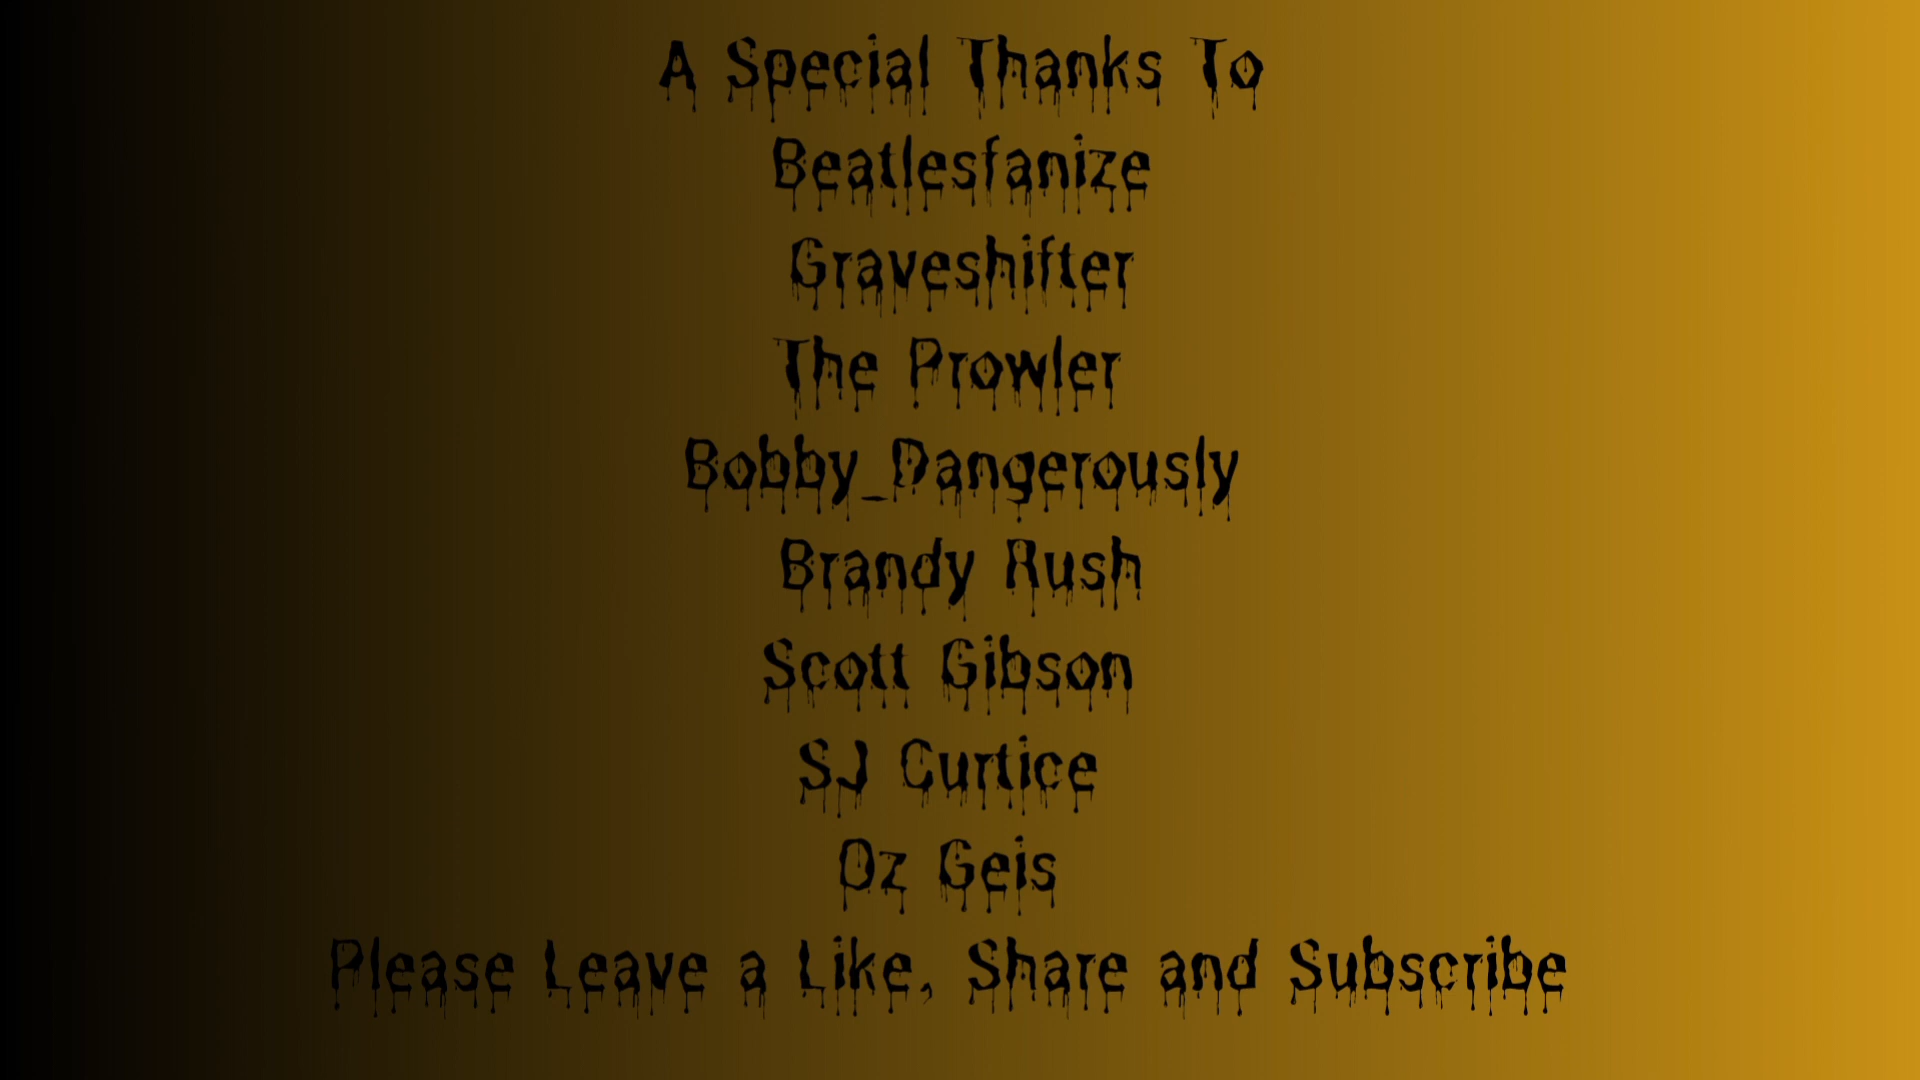 A Special Thanks To
Beatlesfanize
Graveshifter
The Prowler
Bobby_Dangerously
Brandy Rush
Scott Gibson
SJ Curtice
Oz Geis
Please Leave a Like, Share and Subscribe